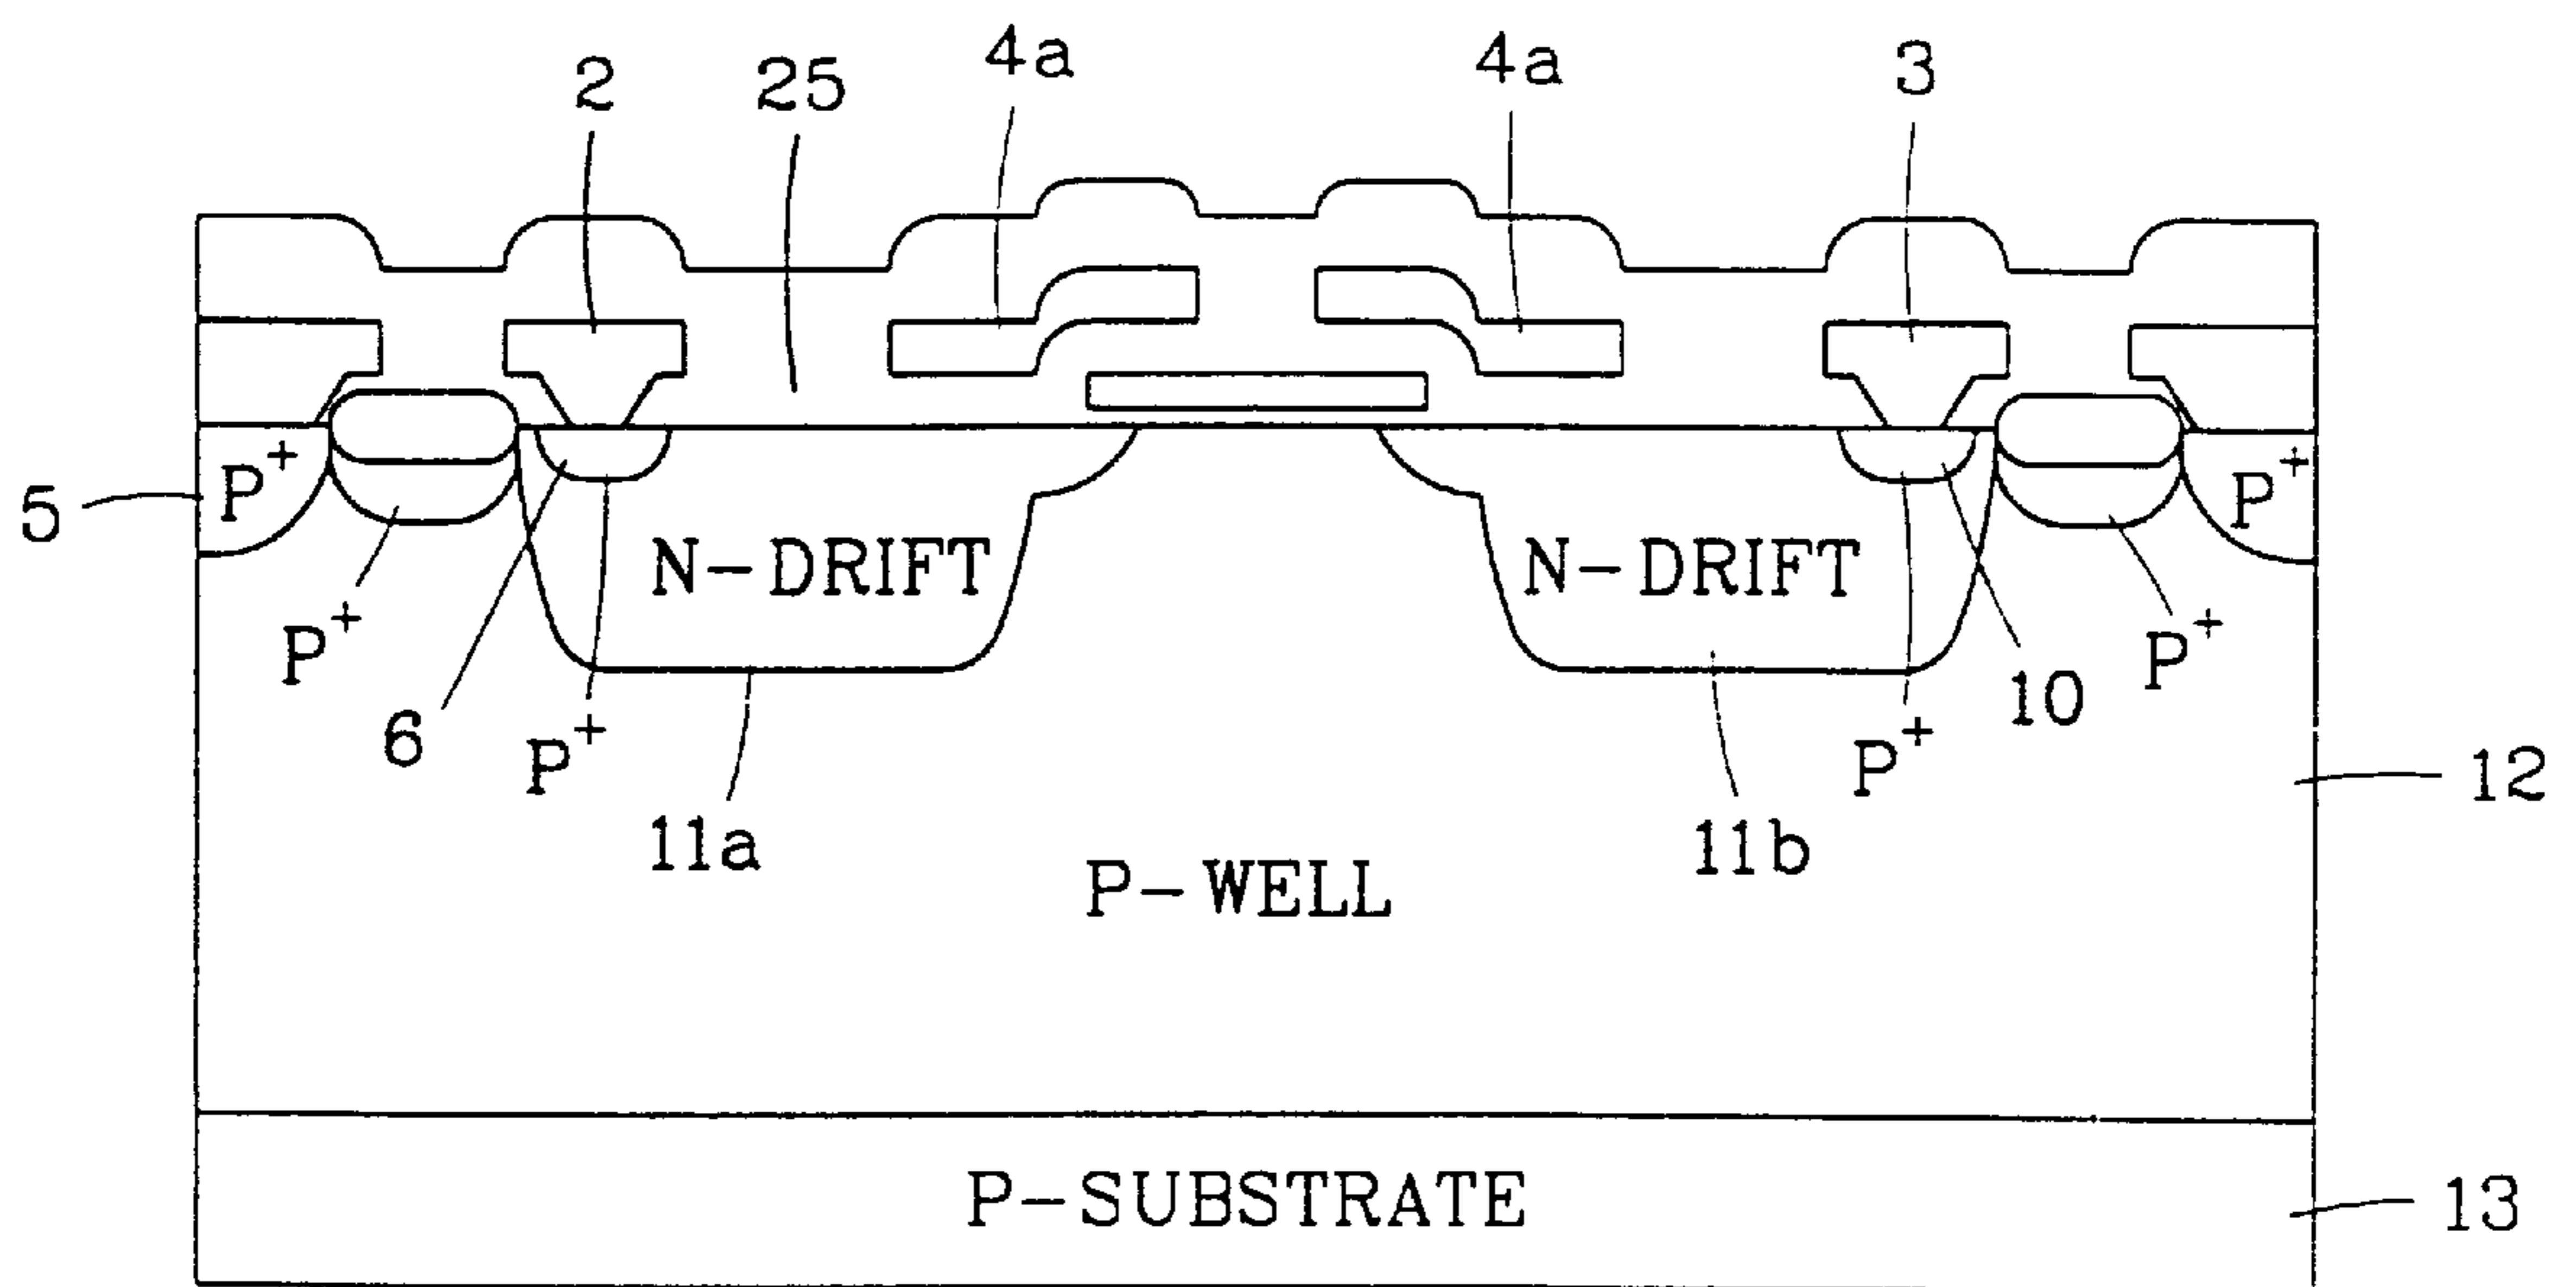 2
25
4a
4a
3
5
P+
P+
N-DRIFT
N-DRIFT
P+
P+
6
P+
P+
10
11a
11b
12
P-WELL
P-SUBSTRATE
13